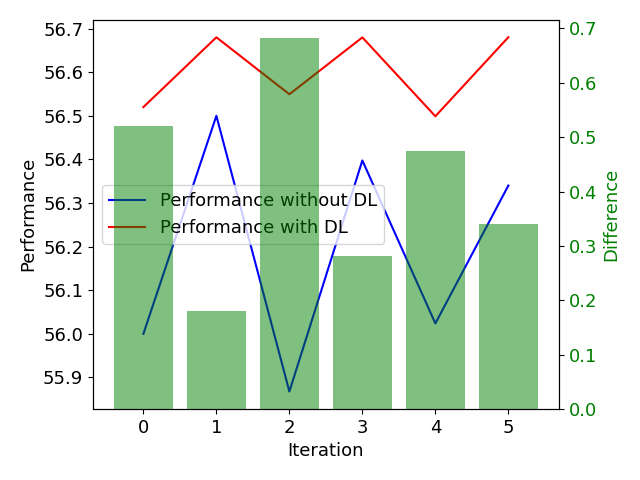 56.7
56.6
56.5
56.4
56.3
56.2
56.1
56.0
55.9
Performance
Performance without DL
Performance with DL
0.7
0.6
0.5
0.4
0.3
0.2
0.1
0.0
Difference
0 1 2 3 4 5
Iteration